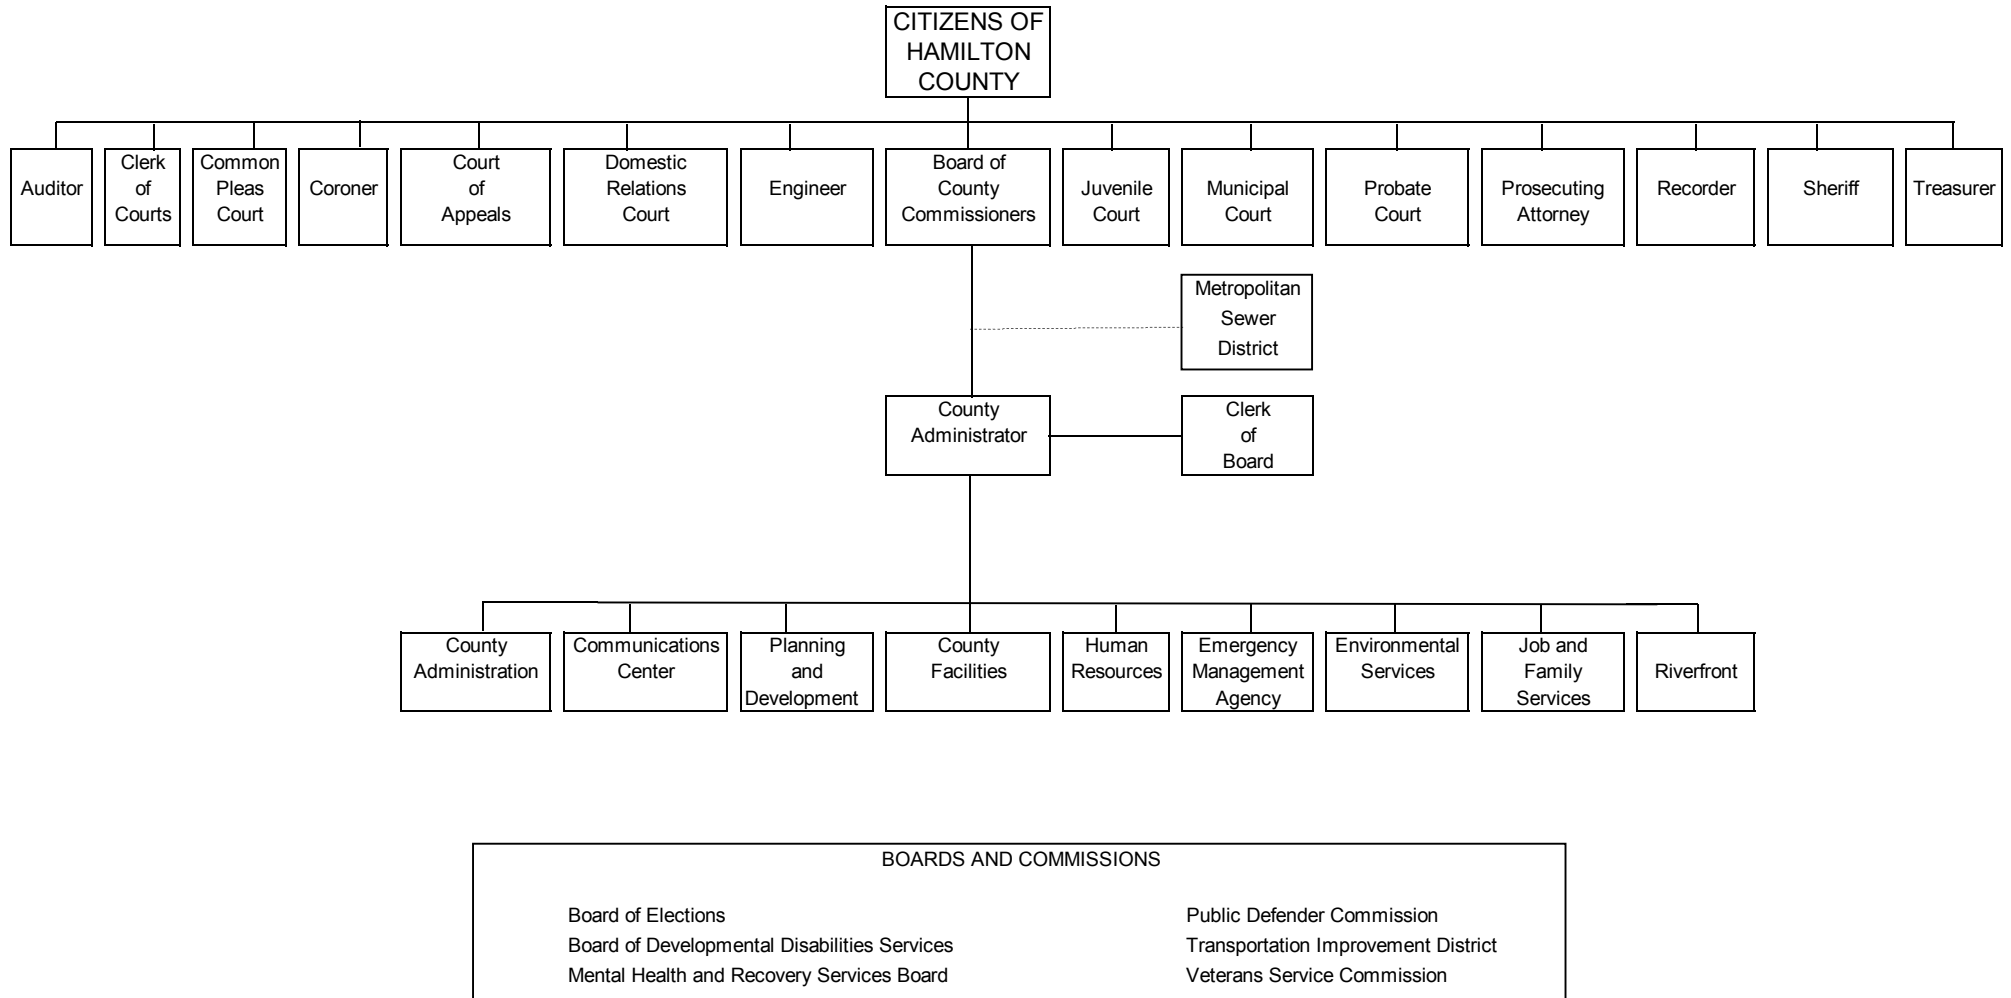 CITIZENS OF
HAMILTON
COUNTY
Auditor
Clerk
of
Courts
Common
Pleas
Court
Coroner
Court
of
Appeals
Domestic
Relations
Court
Engineer
Board of
County
Commissioners
Juvenile
Court
Municipal
Court
Probate
Court
Prosecuting
Attorney
Recorder
Sheriff
Treasurer
Metropolitan
Sewer
District
County
Administrator
Clerk
of
Board
County
Administration
Communications
Center
Planning
and
Development
County
Facilities
Human
Resources
Emergency
Management
Agency
Environmental
Services
Job and
Family
Services
Riverfront
BOARDS AND COMMISSIONS
Board of Elections
Board of Developmental Disabilities Services
Mental Health and Recovery Services Board
Public Defender Commission
Transportation Improvement District
Veterans Service Commission